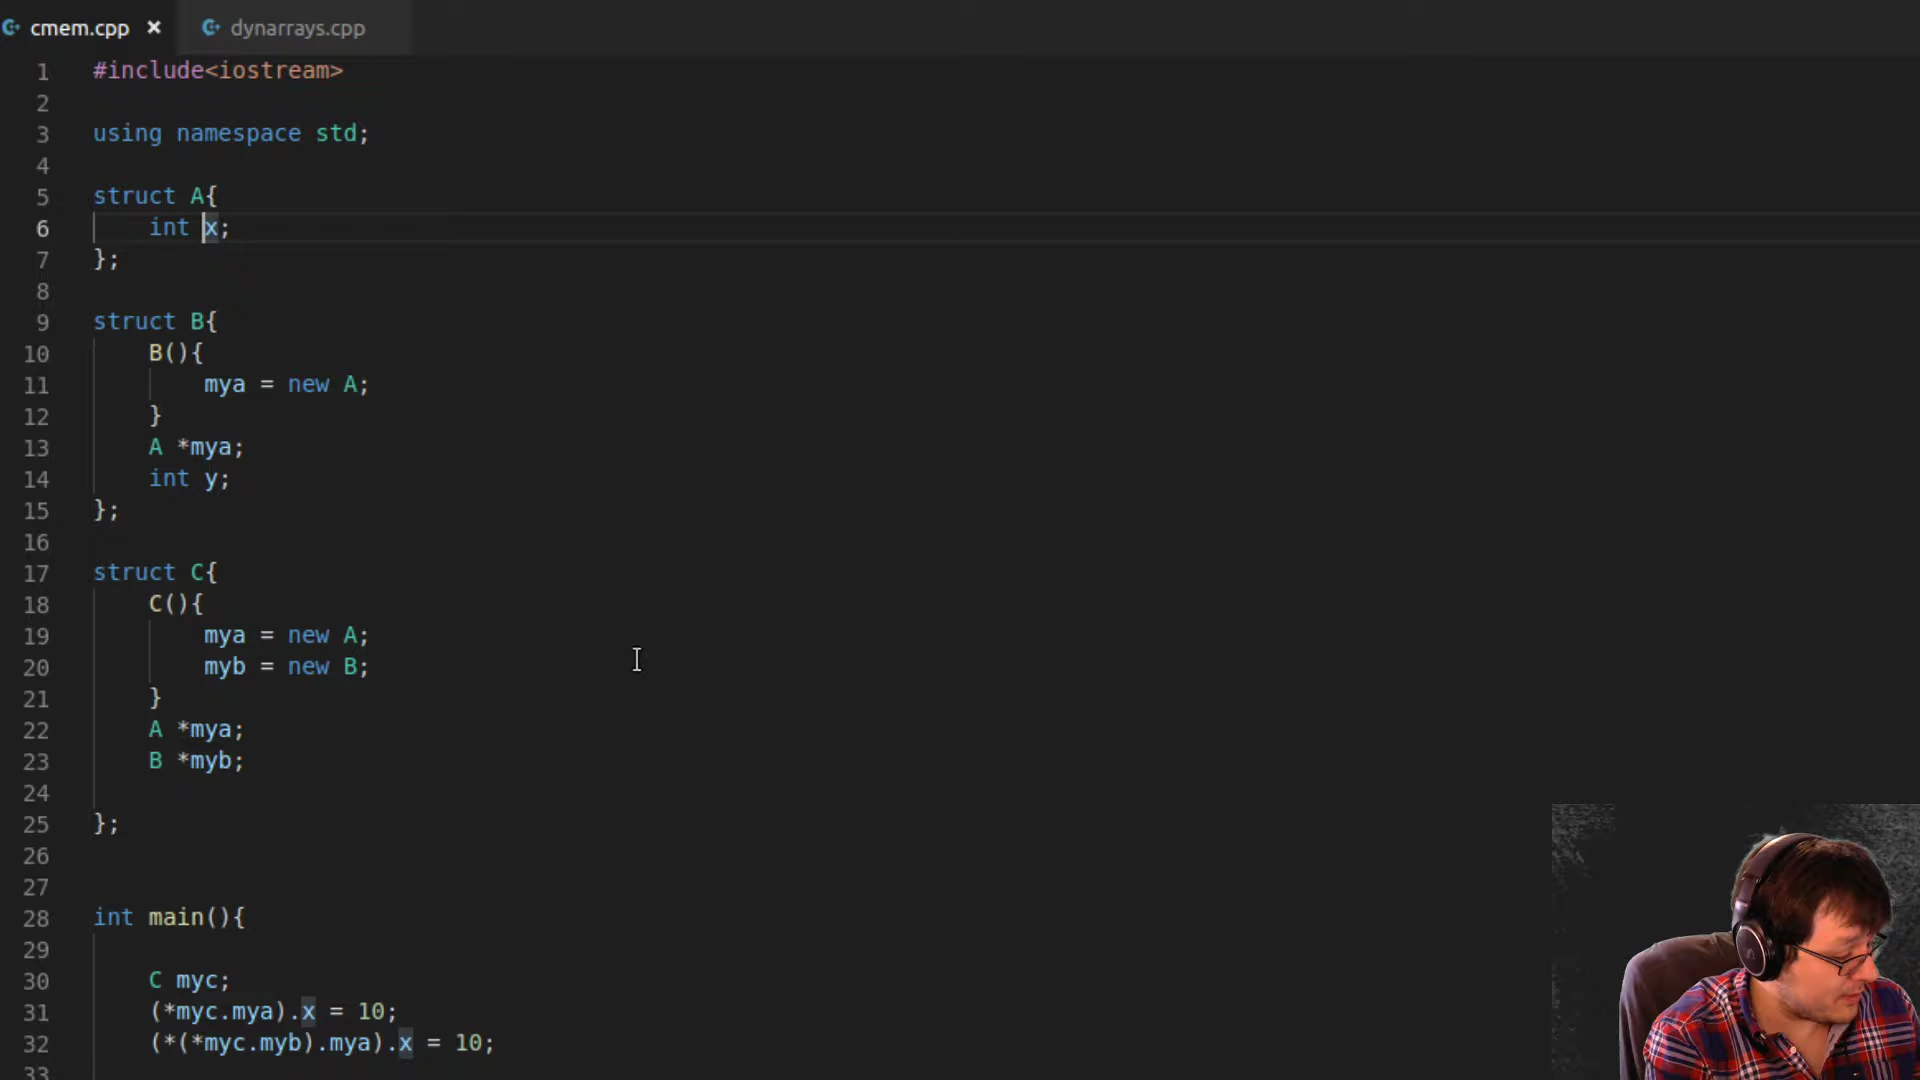 cmem.cpp × dynarrays.cpp
1 #include<iostream>
2
3 using namespace std;
4
5 struct A{
6     int x;
7 };
8
9 struct B{
10     B(){
11         mya = new A;
12     }
13     A *mya;
14     int y;
15 };
16
17 struct C{
18     C(){
19         mya = new A;
20         myb = new B;
21     }
22     A *mya;
23     B *myb;
24
25 };
26
27
28 int main(){
29
30     C myc;
31     (*myc.mya).x = 10;
32     (*(*myc.myb).mya).x = 10;
33